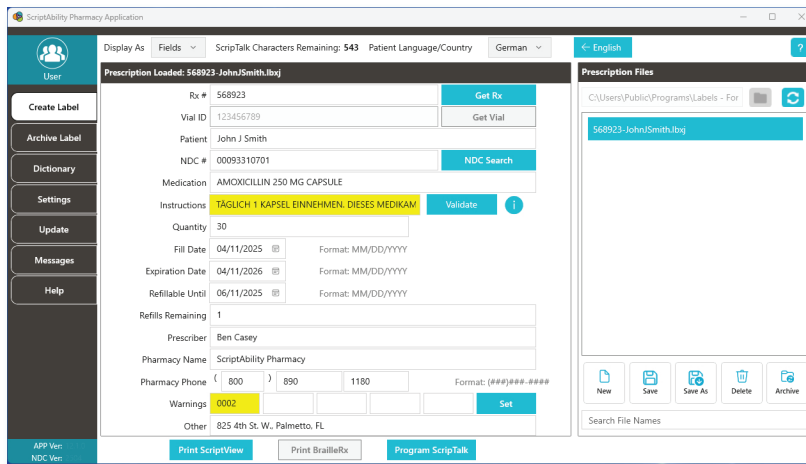 ScriptAbility Pharmacy Application
Display As Fields ScripTalk Characters Remaining: 543 Patient Language/Country German ← English ?
User
Prescription Loaded: 568923-JohnJSmith.lbxj
Prescription Files
Create Label
Archive Label
Dictionary
Settings
Update
Messages
Help
Rx # 568923 Get Rx
Vial ID 123456789 Get Vial
Patient John J Smith
NDC # 00093310701 NDC Search
Medication AMOXICILLIN 250 MG CAPSULE
Instructions TÄGLICH 1 KAPSEL EINNEHMEN. DIESES MEDIKAM Validate i
Quantity 30
Fill Date 04/11/2025 Format: MM/DD/YYYY
Expiration Date 04/11/2026 Format: MM/DD/YYYY
Refillable Until 06/11/2025 Format: MM/DD/YYYY
Refills Remaining 1
Prescriber Ben Casey
Pharmacy Name ScriptAbility Pharmacy
Pharmacy Phone ( 800 ) 890 1180 Format: (###)###-####
Warnings 0002 Set
Other 825 4th St. W., Palmetto, FL
C:\Users\Public\Programs\Labels - For
568923-JohnJSmith.lbxj
New Save Save As Delete Archive
Search File Names
APP Ver:
NDC Ver:
Print ScriptView Print BrailleRx Program ScripTalk